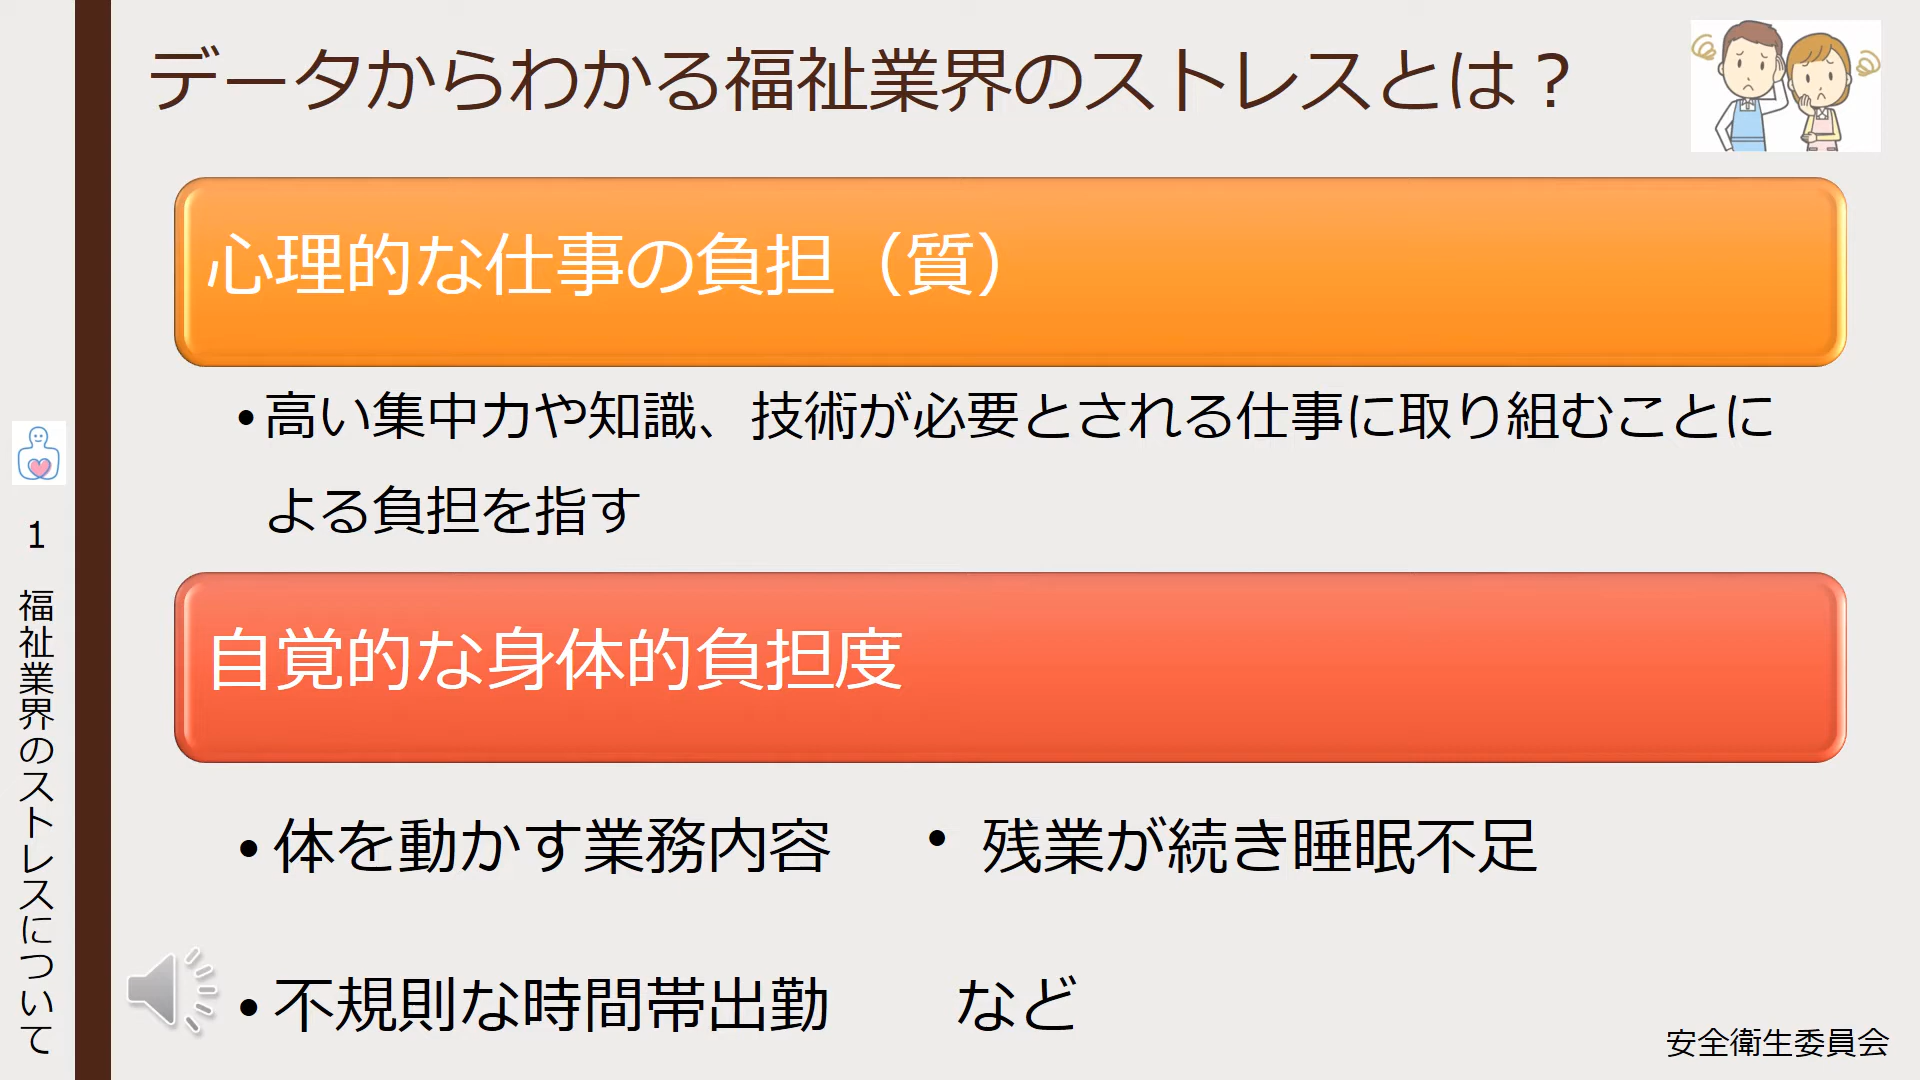 データからわかる福祉業界のストレスとは？
心理的な仕事の負担（質）
•高い集中力や知識、技術が必要とされる仕事に取り組むことに
よる負担を指す
自覚的な身体的負担度
•体を動かす業務内容
• 残業が続き睡眠不足
•不規則な時間帯出勤
など
1 福祉業界のストレスについて
安全衛生委員会